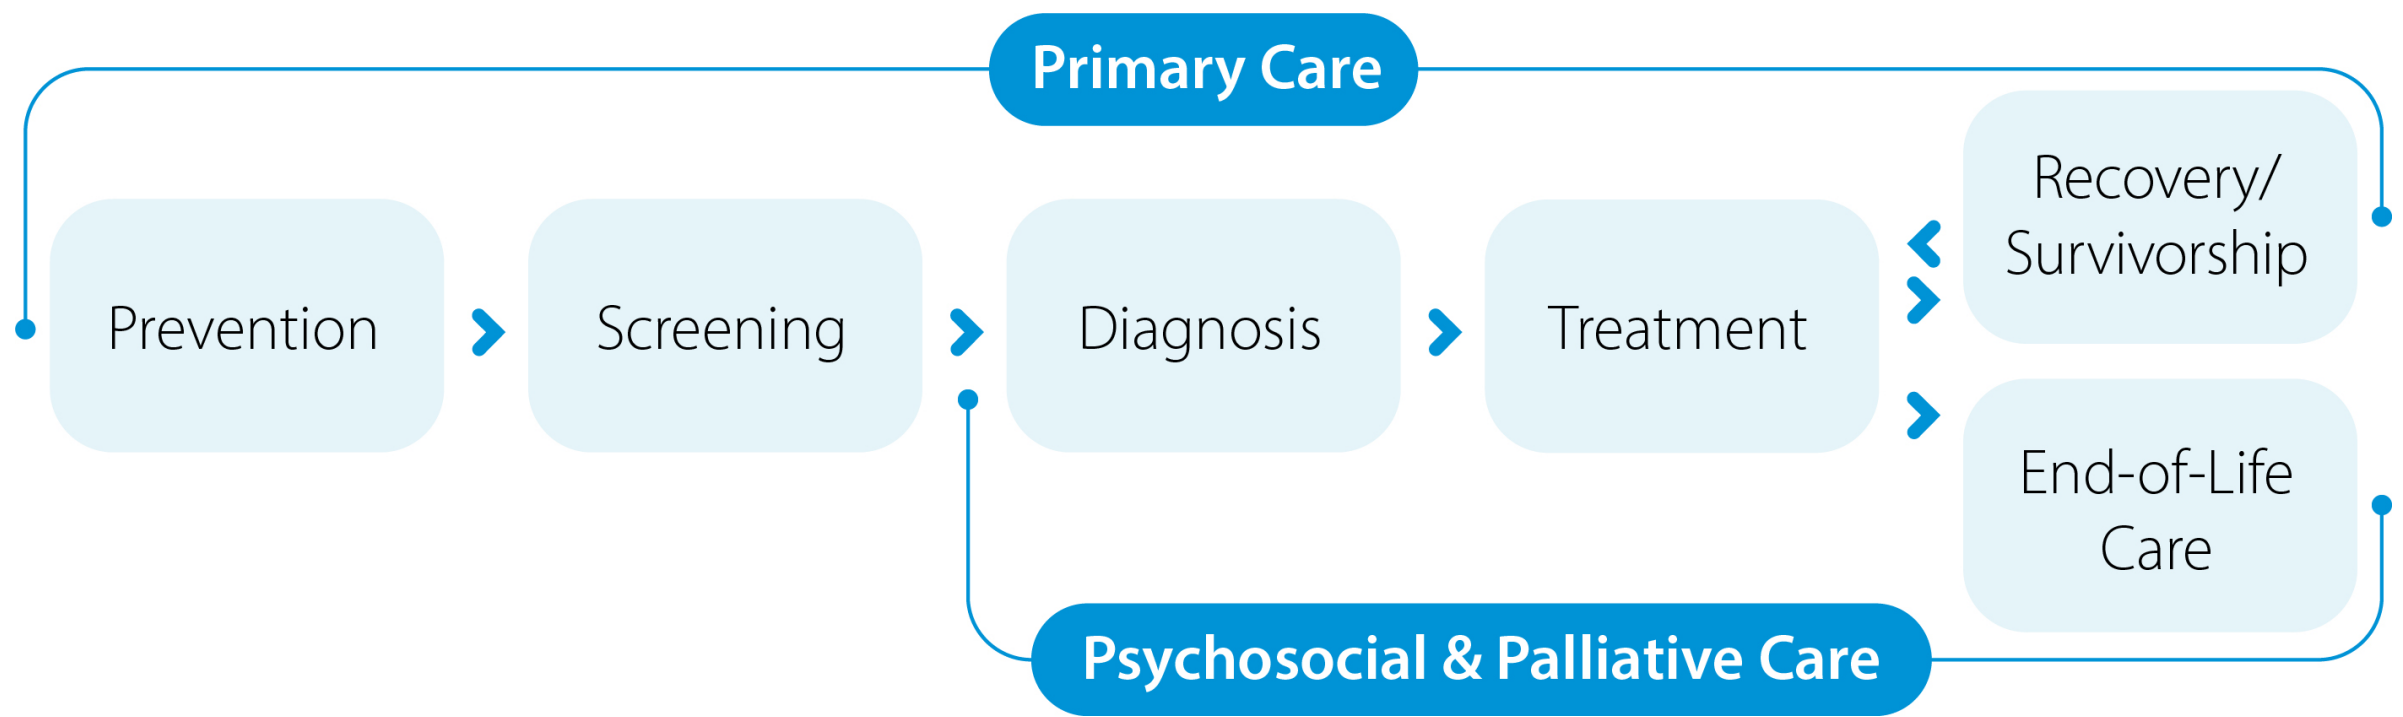 Primary Care
Prevention
Screening
Diagnosis
Treatment
Recovery/
Survivorship
End-of-Life
Care
Psychosocial & Palliative Care